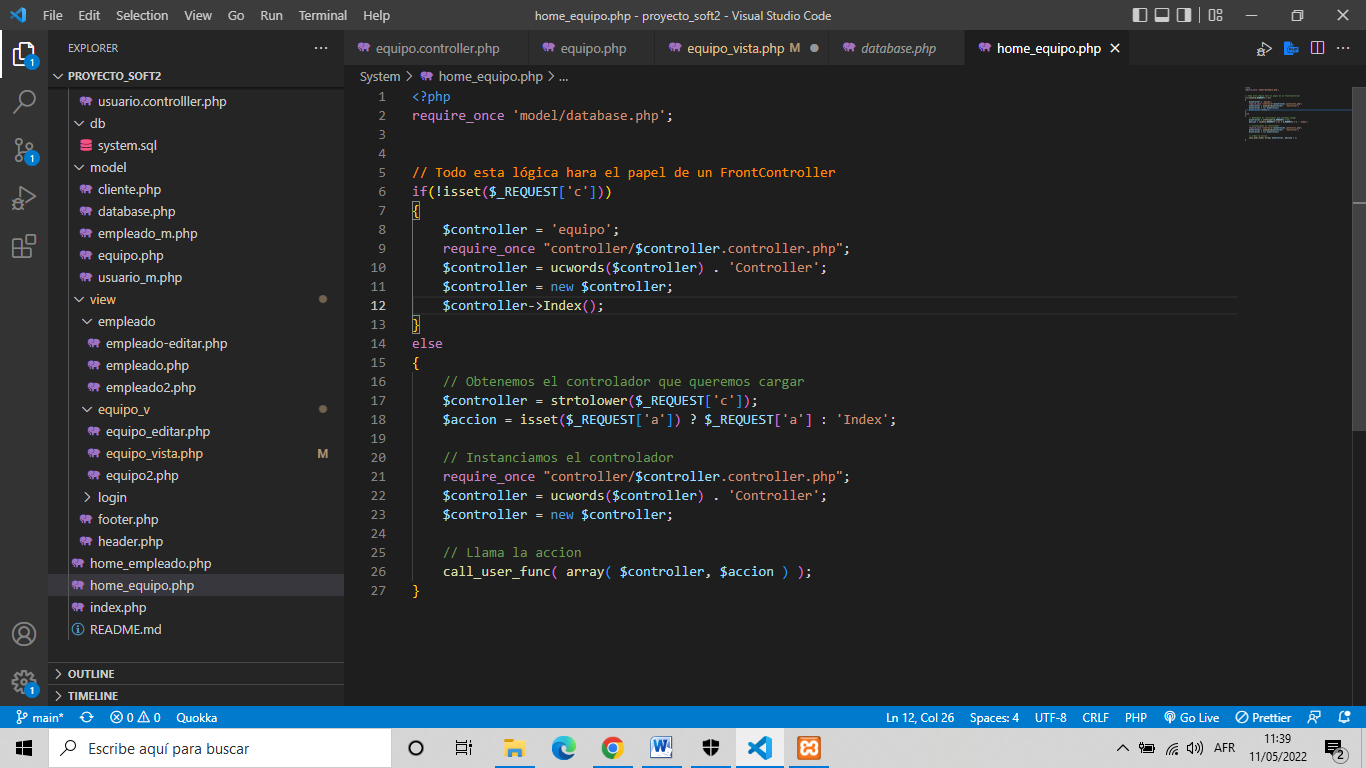 File Edit Selection View Go Run Terminal Help
home_equipo.php - proyecto_soft2 - Visual Studio Code
EXPLORER
PROYECTO_SOFT2
usuario.controlller.php
db
system.sql
model
cliente.php
database.php
empleado_m.php
equipo.php
usuario_m.php
view
empleado
empleado-editar.php
empleado.php
empleado2.php
equipo_v
equipo_editar.php
equipo_vista.php M
equipo2.php
login
footer.php
header.php
home_empleado.php
home_equipo.php
index.php
README.md
OUTLINE
TIMELINE
1
1
1
equipo.controller.php equipo.php equipo_vista.php M database.php home_equipo.php
System > home_equipo.php > ...
1 <?php
2 require_once 'model/database.php';
3
4
5 // Todo esta lógica hara el papel de un FrontController
6 if(!isset($_REQUEST['c']))
7 {
8 $controller = 'equipo';
9 require_once "controller/$controller.controller.php";
10 $controller = ucwords($controller) . 'Controller';
11 $controller = new $controller;
12 $controller->Index();
13 }
14 else
15 {
16 // Obtenemos el controlador que queremos cargar
17 $controller = strtolower($_REQUEST['c']);
18 $accion = isset($_REQUEST['a']) ? $_REQUEST['a'] : 'Index';
19
20 // Instanciamos el controlador
21 require_once "controller/$controller.controller.php";
22 $controller = ucwords($controller) . 'Controller';
23 $controller = new $controller;
24
25 // Llama la accion
26 call_user_func( array( $controller, $accion ) );
27 }
main* 0 0 Quokka
Ln 12, Col 26 Spaces: 4 UTF-8 CRLF PHP Go Live Prettier
Escribe aquí para buscar
AFR
11:39
11/05/2022
2